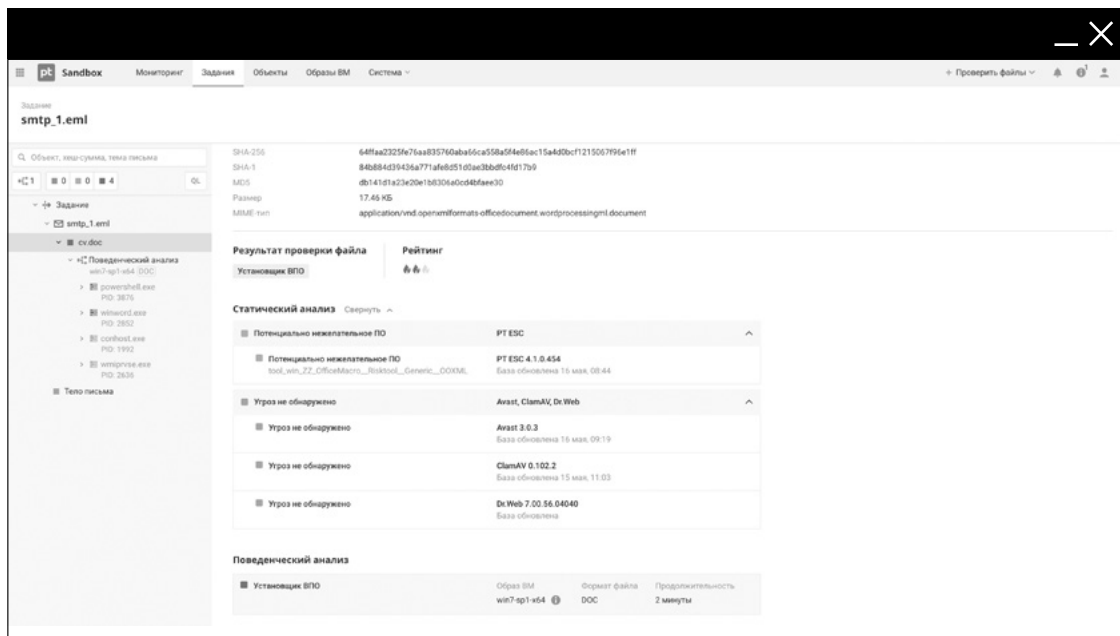 pt Sandbox Мониторинг Задания Объекты Образы ВМ Система + Проверить файлы 1
Задание
smtp_1.eml
Объект, хеш-сумма, тема письма
1 0 0 4 QL
Задание
smtp_1.eml
cv.doc
Поведенческий анализ
win7-sp1-x64 DOC
powershell.exe
PID: 3876
winword.exe
PID: 2852
conhost.exe
PID: 1992
wmiprvse.exe
PID: 2636
Тело письма
SHA-256
SHA-1
MD5 db141d1a23e20e1b8306a0cd4bfaee30
Размер 17.46 КБ
MIME-тип application/vnd.openxmlformats-officedocument.wordprocessingml.document
Результат проверки файла Рейтинг
Установщик ВПО
Статический анализ Свернуть
Потенциально нежелательное ПО PT ESC
Потенциально нежелательное ПО PT ESC 4.1.0.454
tool_win_ZZ_OfficeMacro__Risktool__Generic__OOXML База обновлена 16 мая, 08:44
Угроз не обнаружено Avast, ClamAV, Dr.Web
Угроз не обнаружено Avast 3.0.3
База обновлена 16 мая, 09:19
Угроз не обнаружено ClamAV 0.102.2
База обновлена 15 мая, 11:03
Угроз не обнаружено Dr.Web 7.00.56.04040
База обновлена
Поведенческий анализ
Установщик ВПО Образ ВМ Формат файла Продолжительность
win7-sp1-x64 DOC 2 минуты